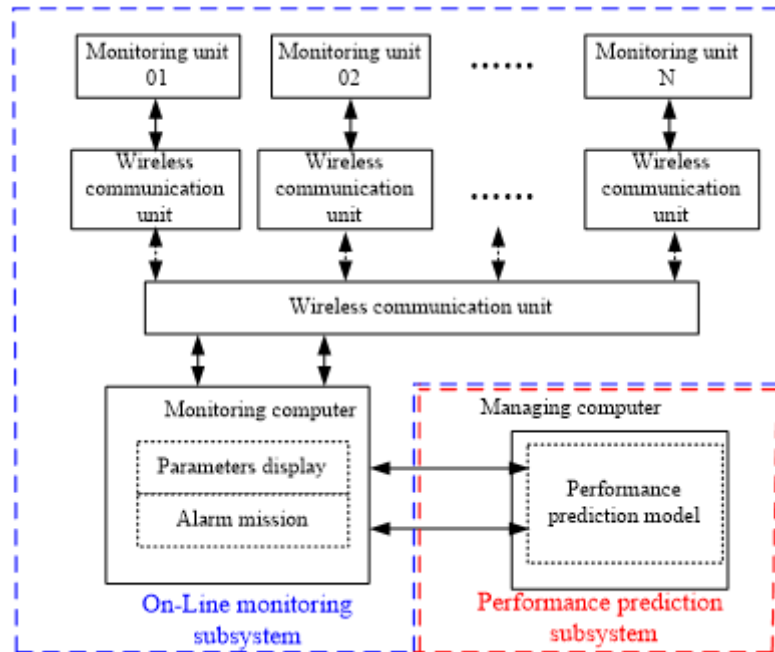 Monitoring unit
01
Monitoring unit
02
......
Monitoring unit
N
Wireless
communication
unit
Wireless
communication
unit
......
Wireless
communication
unit
Wireless communication unit
Monitoring computer
Parameters display
Alarm mission
Managing computer
Performance
prediction model
On-Line monitoring
subsystem
Performance prediction
subsystem